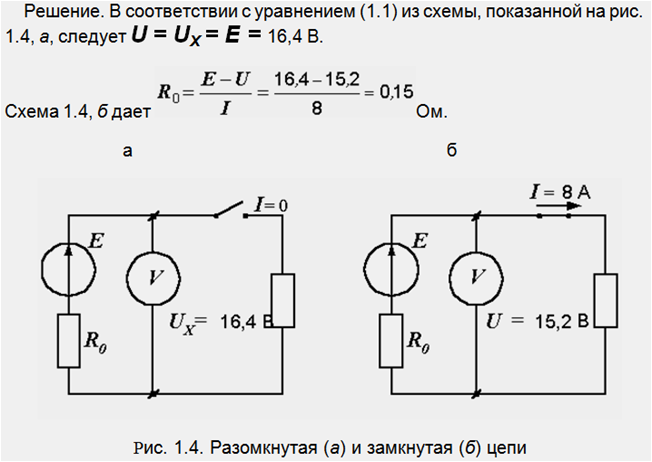 Решение. В соответствии с уравнением (1.1) из схемы, показанной на рис.
1.4, а, следует U = UX = E = 16,4 В.
Схема 1.4, б дает R0 = (E – U) / I = (16,4 – 15,2) / 8 = 0,15 Ом.
а б
I = 0
E
V
UX = 16,4 В
R0
I = 8 А
E
V
U = 15,2 В
R0
Рис. 1.4. Разомкнутая (а) и замкнутая (б) цепи